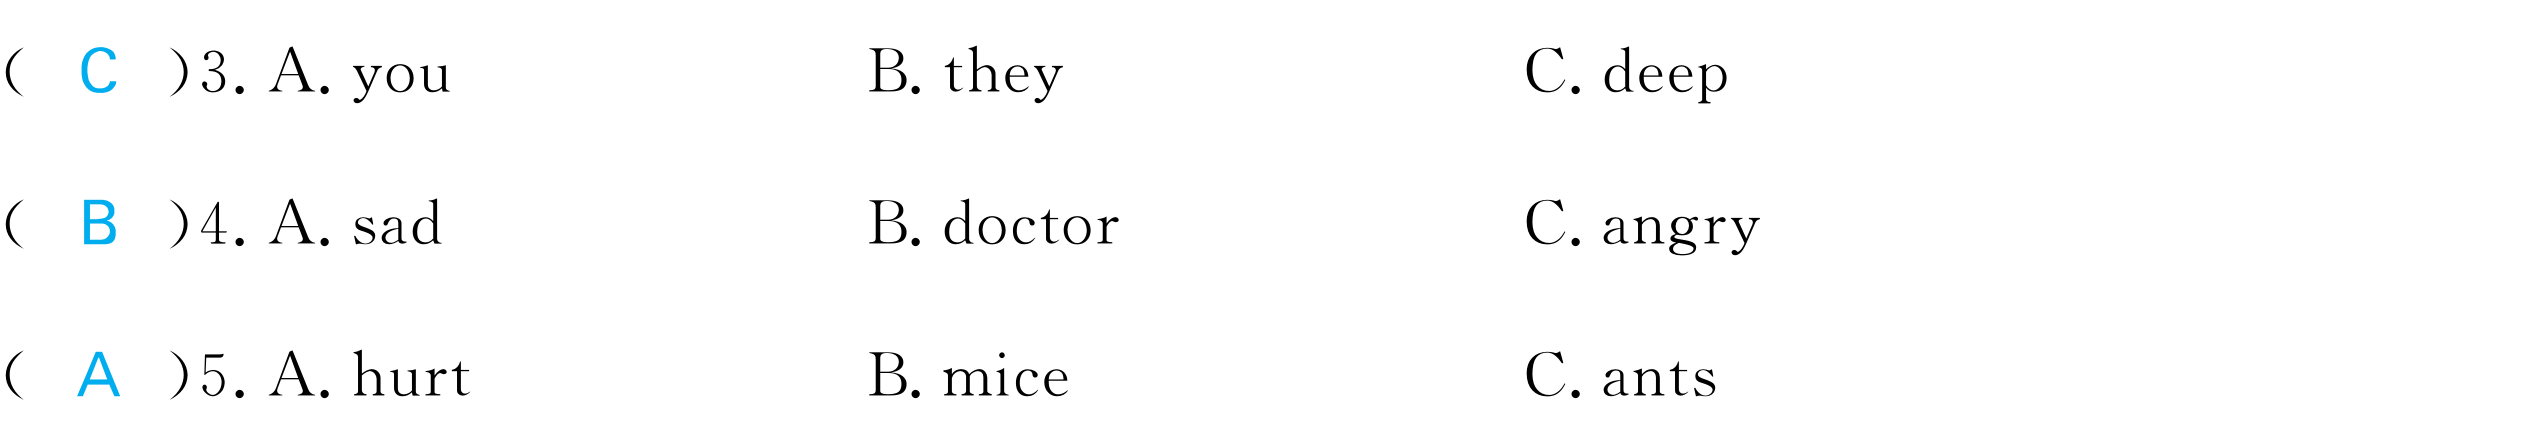 ( C )3. A. you B. they C. deep
( B )4. A. sad B. doctor C. angry
( A )5. A. hurt B. mice C. ants